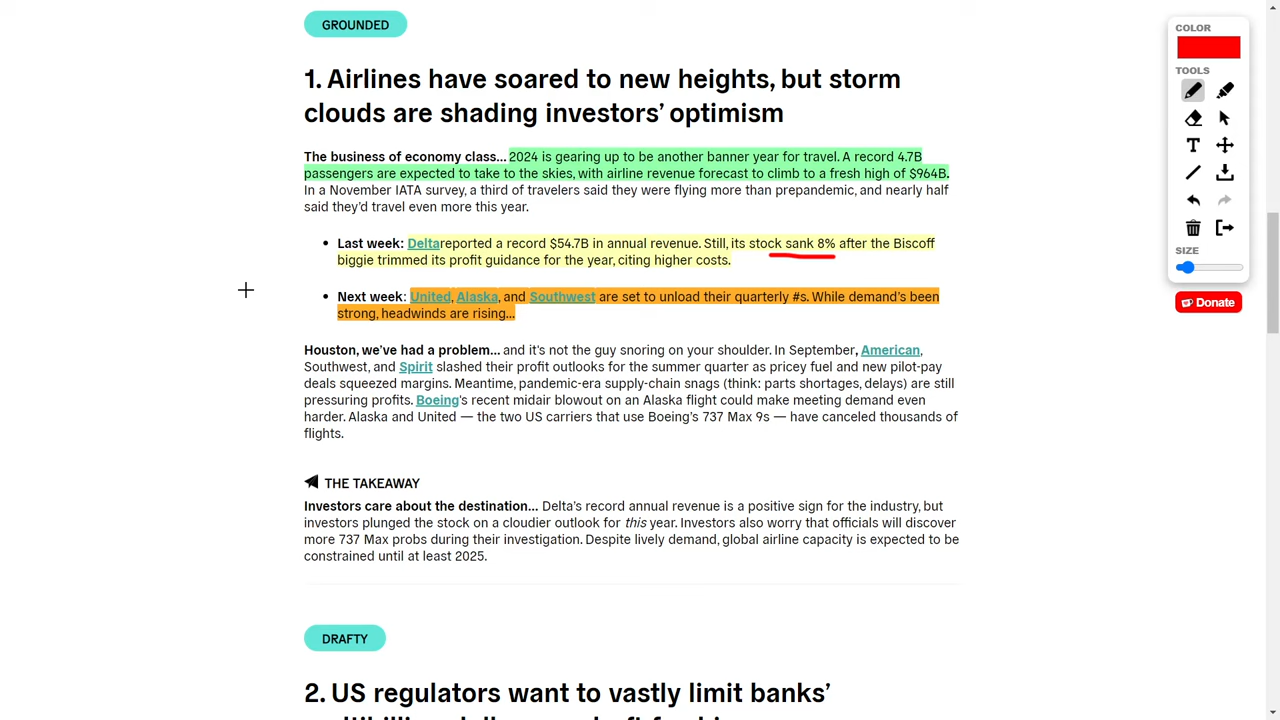 GROUNDED
1. Airlines have soared to new heights, but storm
clouds are shading investors' optimism
The business of economy class... 2024 is gearing up to be another banner year for travel. A record 4.7B
passengers are expected to take to the skies, with airline revenue forecast to climb to a fresh high of $964B.
In a November IATA survey, a third of travelers said they were flying more than prepandemic, and nearly half
said they'd travel even more this year.
• Last week: Deltareported a record $54.7B in annual revenue. Still, its stock sank 8% after the Biscoff
biggie trimmed its profit guidance for the year, citing higher costs.
• Next week: United, Alaska, and Southwest are set to unload their quarterly #s. While demand's been
strong, headwinds are rising...
Houston, we've had a problem... and it's not the guy snoring on your shoulder. In September, American,
Southwest, and Spirit slashed their profit outlooks for the summer quarter as pricey fuel and new pilot-pay
deals squeezed margins. Meantime, pandemic-era supply-chain snags (think: parts shortages, delays) are still
pressuring profits. Boeing's recent midair blowout on an Alaska flight could make meeting demand even
harder. Alaska and United — the two US carriers that use Boeing's 737 Max 9s — have canceled thousands of
flights.
THE TAKEAWAY
Investors care about the destination... Delta's record annual revenue is a positive sign for the industry, but
investors plunged the stock on a cloudier outlook for this year. Investors also worry that officials will discover
more 737 Max probs during their investigation. Despite lively demand, global airline capacity is expected to be
constrained until at least 2025.
DRAFTY
2. US regulators want to vastly limit banks'
COLOR
TOOLS
T
SIZE
Donate